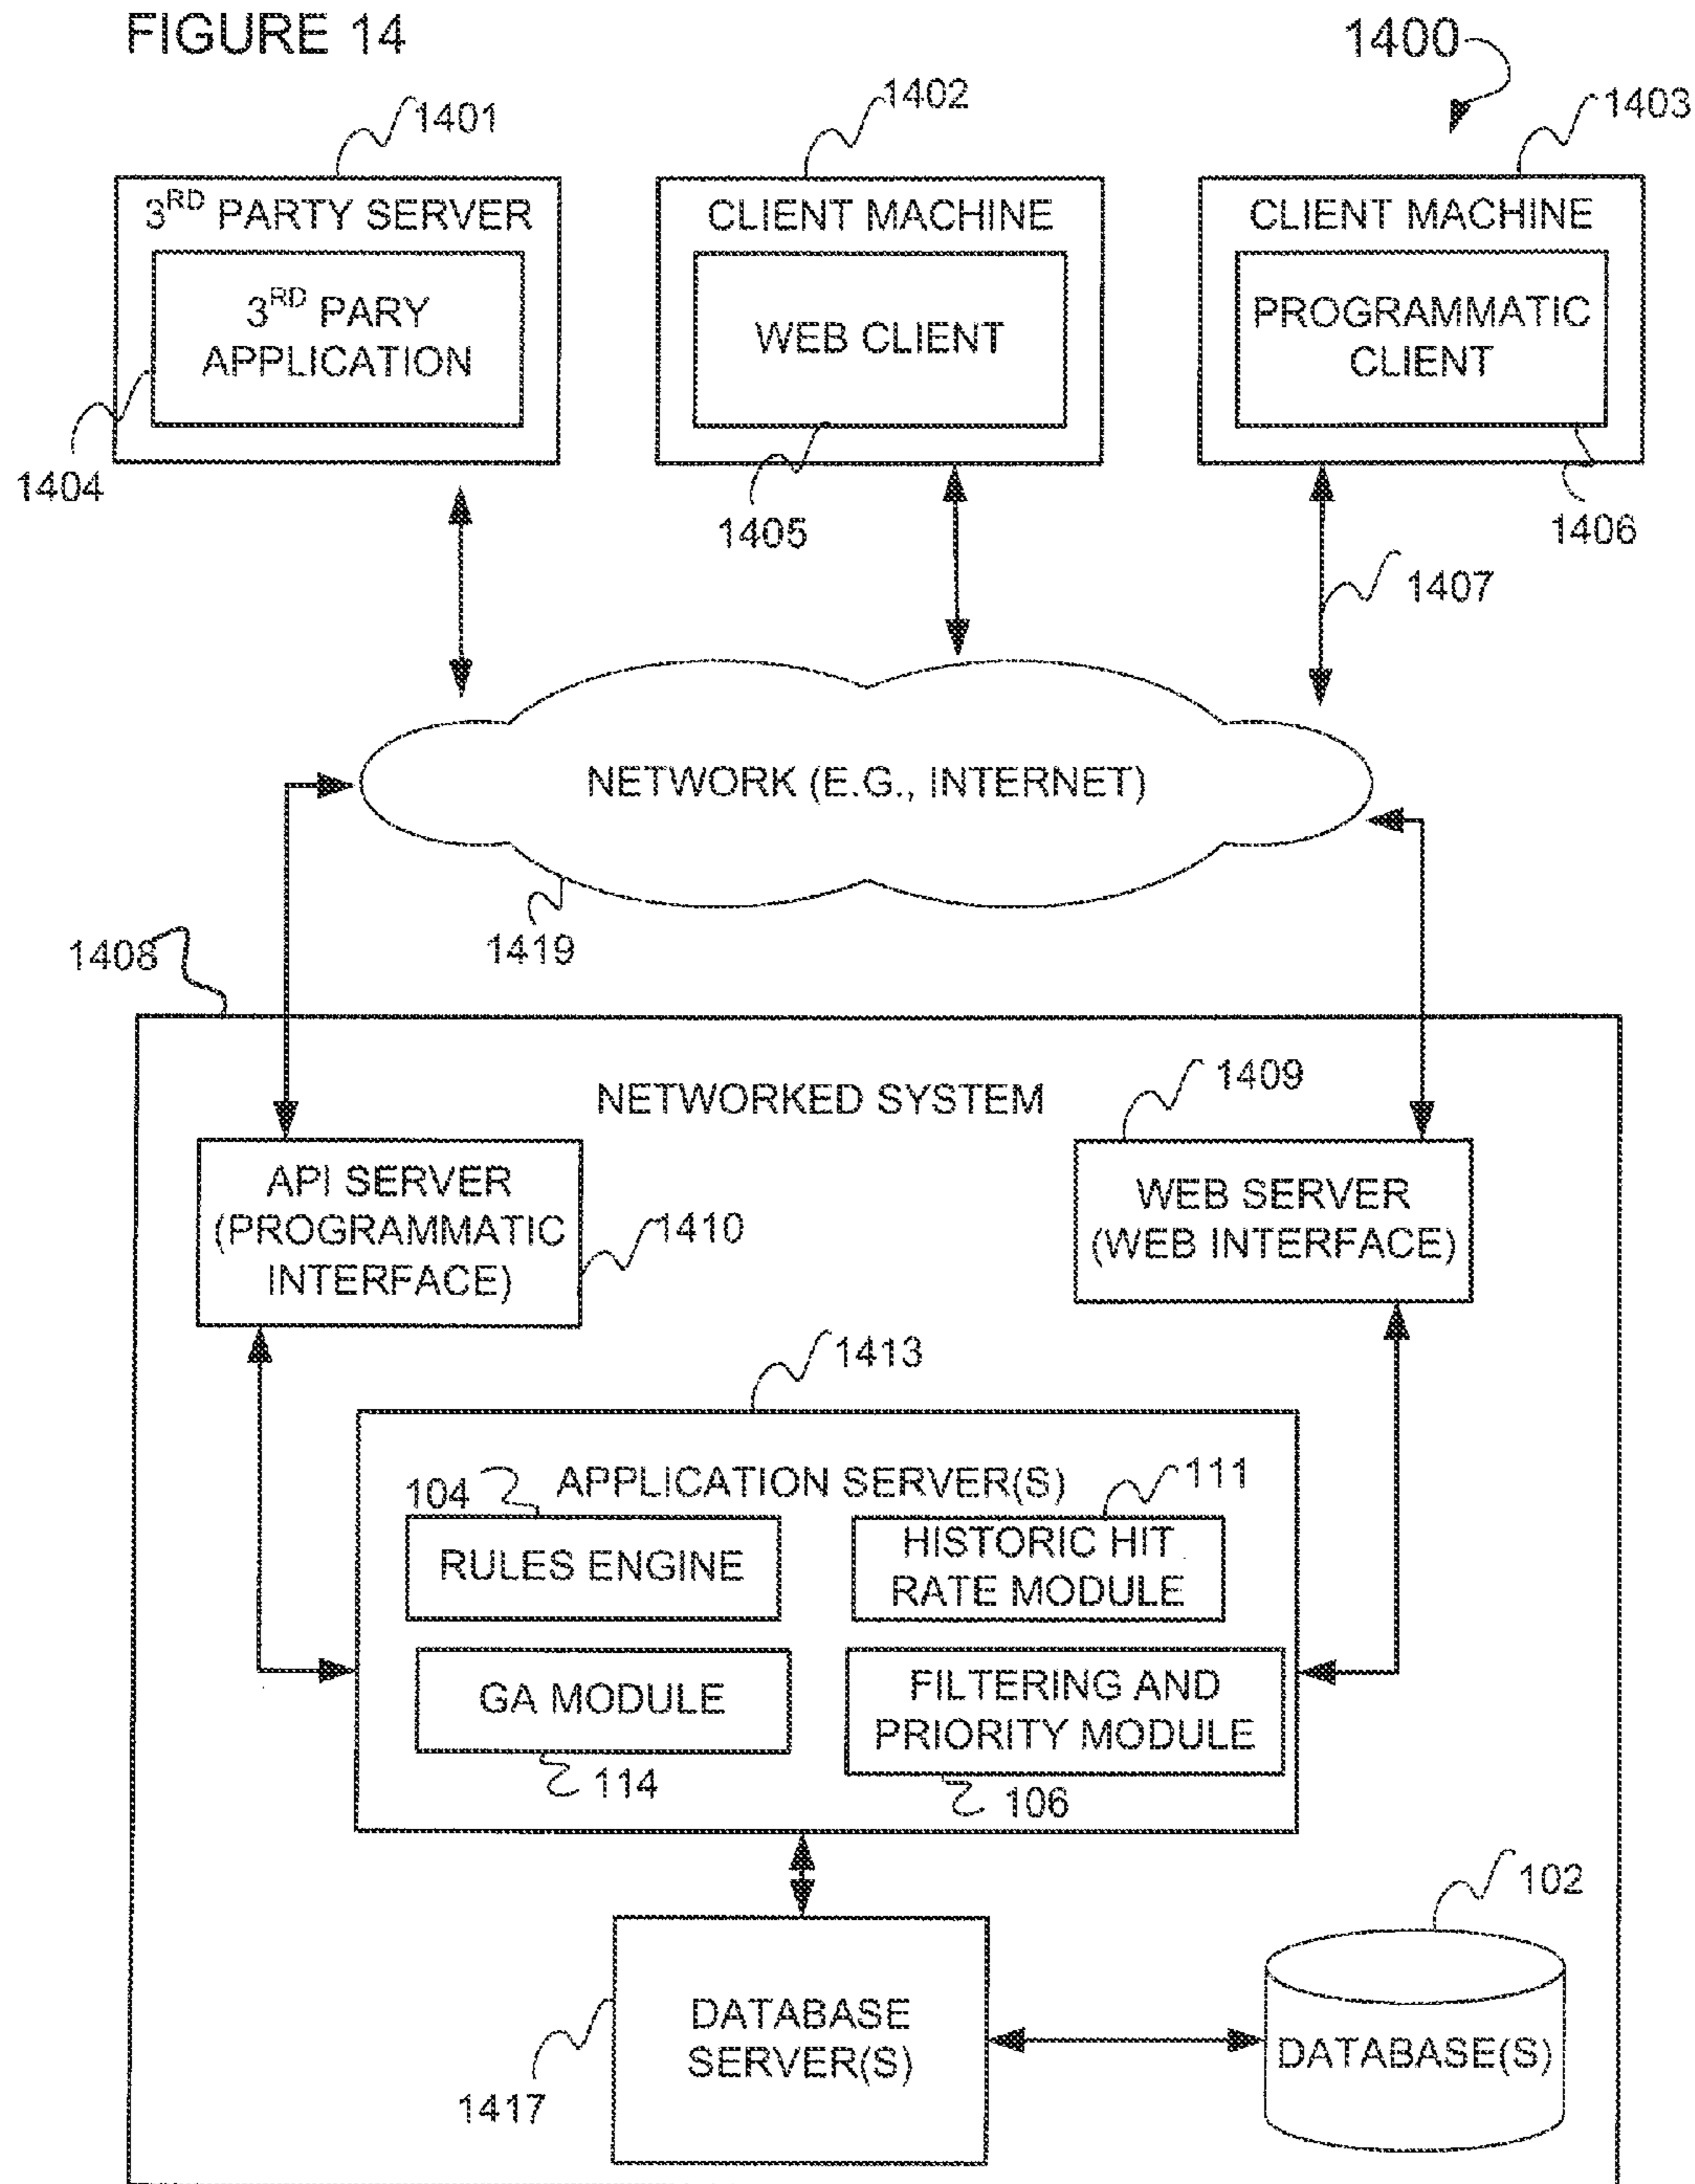 FIGURE 14
1400
1401
1402
1403
3RD PARTY SERVER
3RD PARY
APPLICATION
1404
CLIENT MACHINE
WEB CLIENT
1405
CLIENT MACHINE
PROGRAMMATIC
CLIENT
1406
1407
NETWORK (E.G., INTERNET)
1419
1408
NETWORKED SYSTEM
1409
API SERVER
(PROGRAMMATIC
INTERFACE)
1410
WEB SERVER
(WEB INTERFACE)
1413
APPLICATION SERVER(S)
104
RULES ENGINE
111
HISTORIC HIT
RATE MODULE
GA MODULE
114
FILTERING AND
PRIORITY MODULE
106
DATABASE
SERVER(S)
1417
102
DATABASE(S)